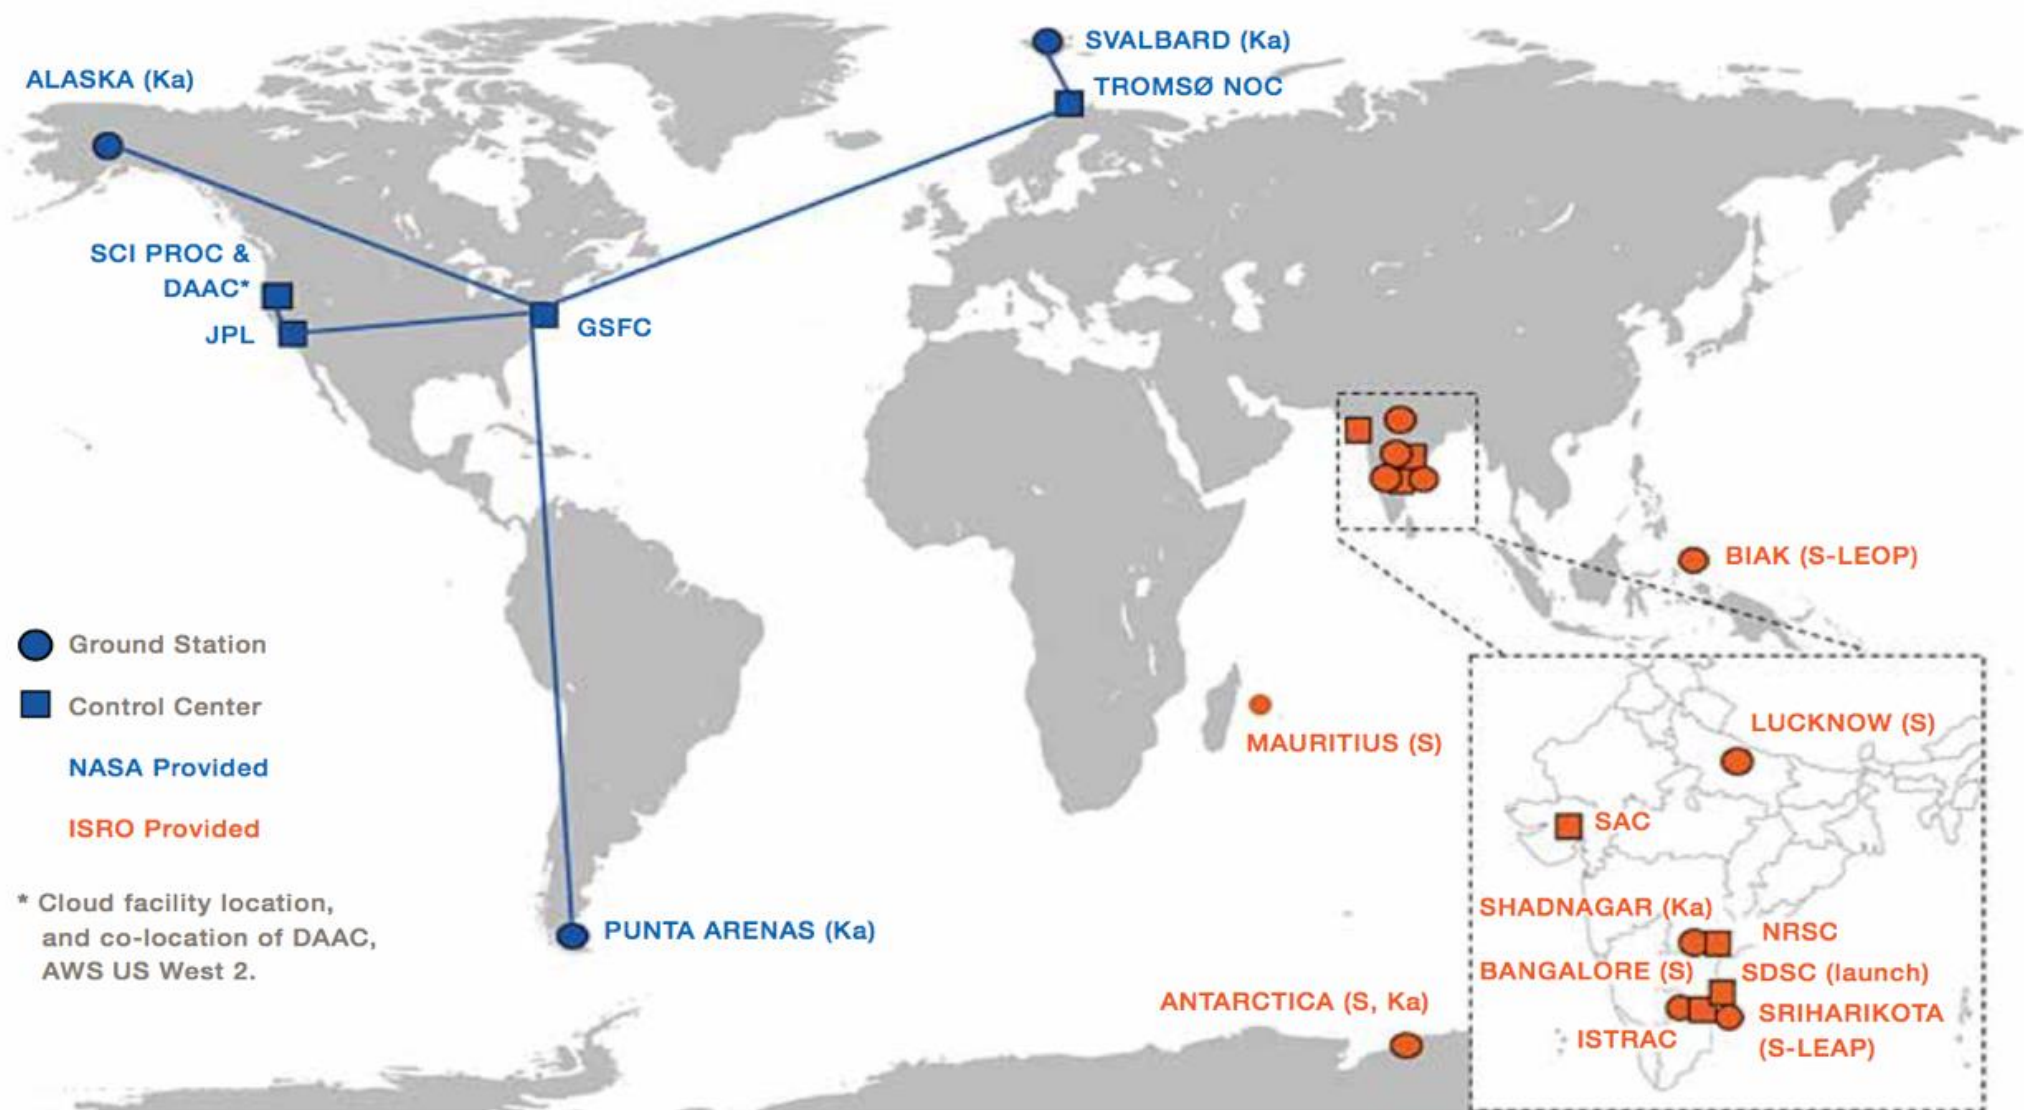 SVALBARD (Ka)
ALASKA (Ka)
TROMSØ NOC
SCI PROC &
DAAC*
JPL
GSFC
BIAK (S-LEOP)
Ground Station
Control Center
NASA Provided
ISRO Provided
* Cloud facility location,
and co-location of DAAC,
AWS US West 2.
MAURITIUS (S)
PUNTA ARENAS (Ka)
ANTARCTICA (S, Ka)
LUCKNOW (S)
SAC
SHADNAGAR (Ka)
NRSC
BANGALORE (S)
SDSC (launch)
SRIHARIKOTA
(S-LEAP)
ISTRAC